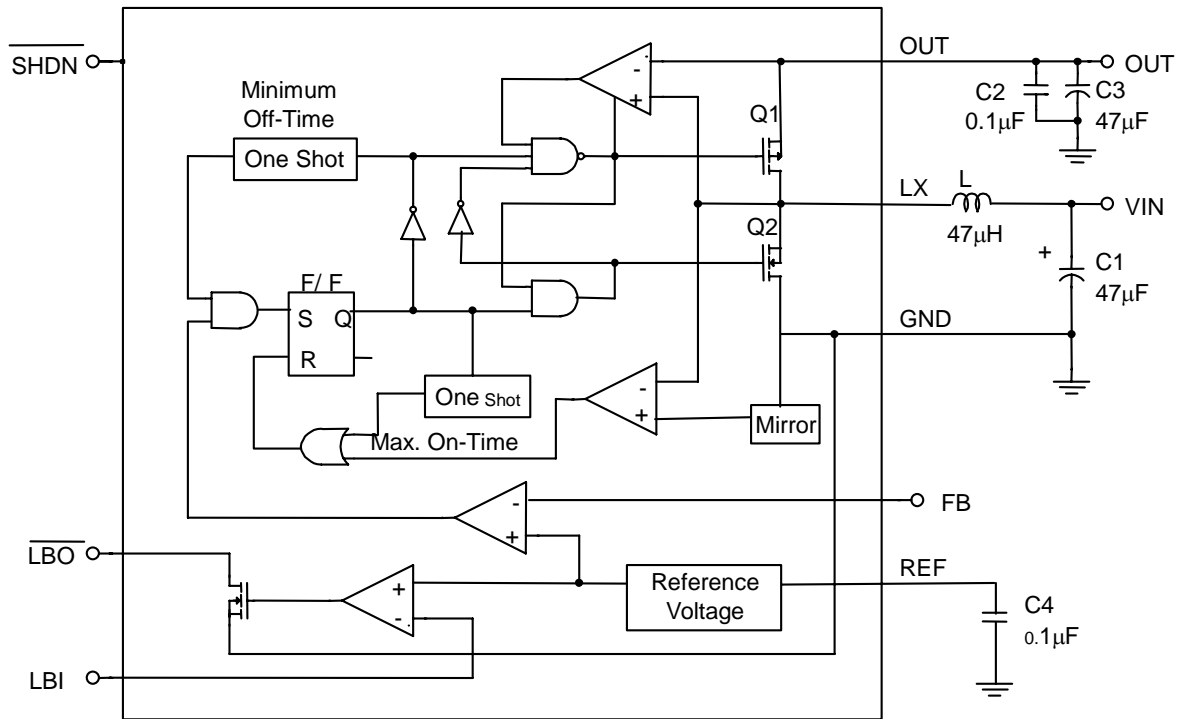 SHDN
OUT
OUT
Minimum
Off-Time
One Shot
-
+
Q1
C2
0.1μF
C3
47μF
LX
L
47μH
VIN
Q2
+
C1
47μF
F/ F
S Q
R
GND
One Shot
Max. On-Time
-
+
Mirror
-
+
FB
LBO
+
-
Reference
Voltage
REF
C4
0.1μF
LBI